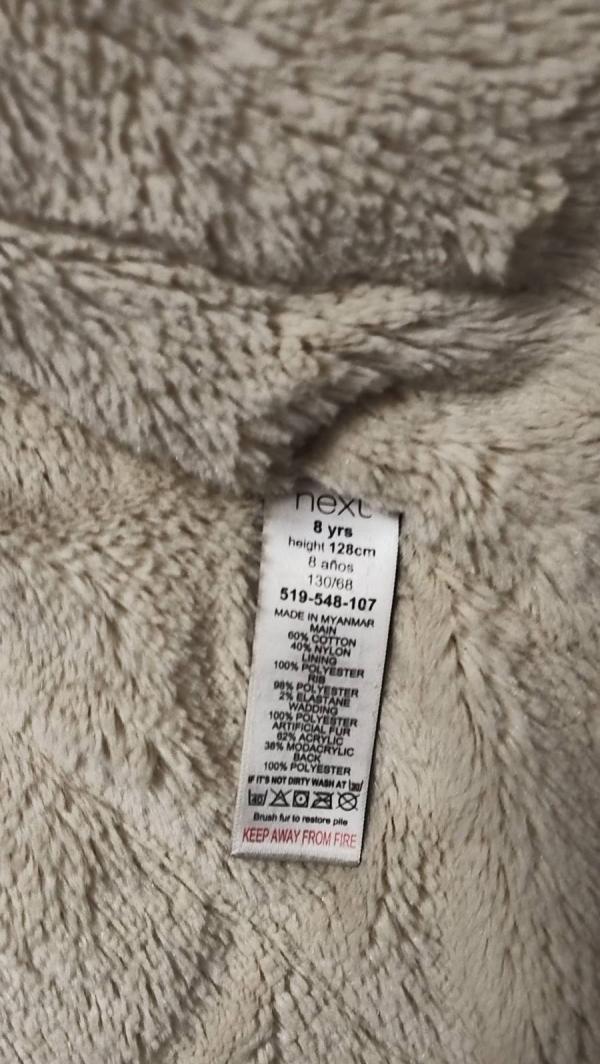 next
8 yrs
height 128cm
8 años
130/68
519-548-107
MADE IN MYANMAR
MAIN
60% COTTON
40% NYLON
LINING
100% POLYESTER
RIB
98% POLYESTER
2% ELASTANE
WADDING
100% POLYESTER
ARTIFICIAL FUR
62% ACRYLIC
38% MODACRYLIC
BACK
100% POLYESTER
IF IT'S NOT DIRTY WASH AT 30
40
Brush fur to restore pile
KEEP AWAY FROM FIRE